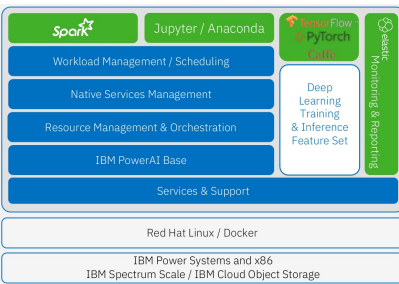 Spark
Jupyter / Anaconda
TensorFlow
PyTorch
Caffe
elastic
Monitoring & Reporting
Workload Management / Scheduling
Native Services Management
Resource Management & Orchestration
IBM PowerAI Base
Deep
Learning
Training
& Inference
Feature Set
Services & Support
Red Hat Linux / Docker
IBM Power Systems and x86
IBM Spectrum Scale / IBM Cloud Object Storage